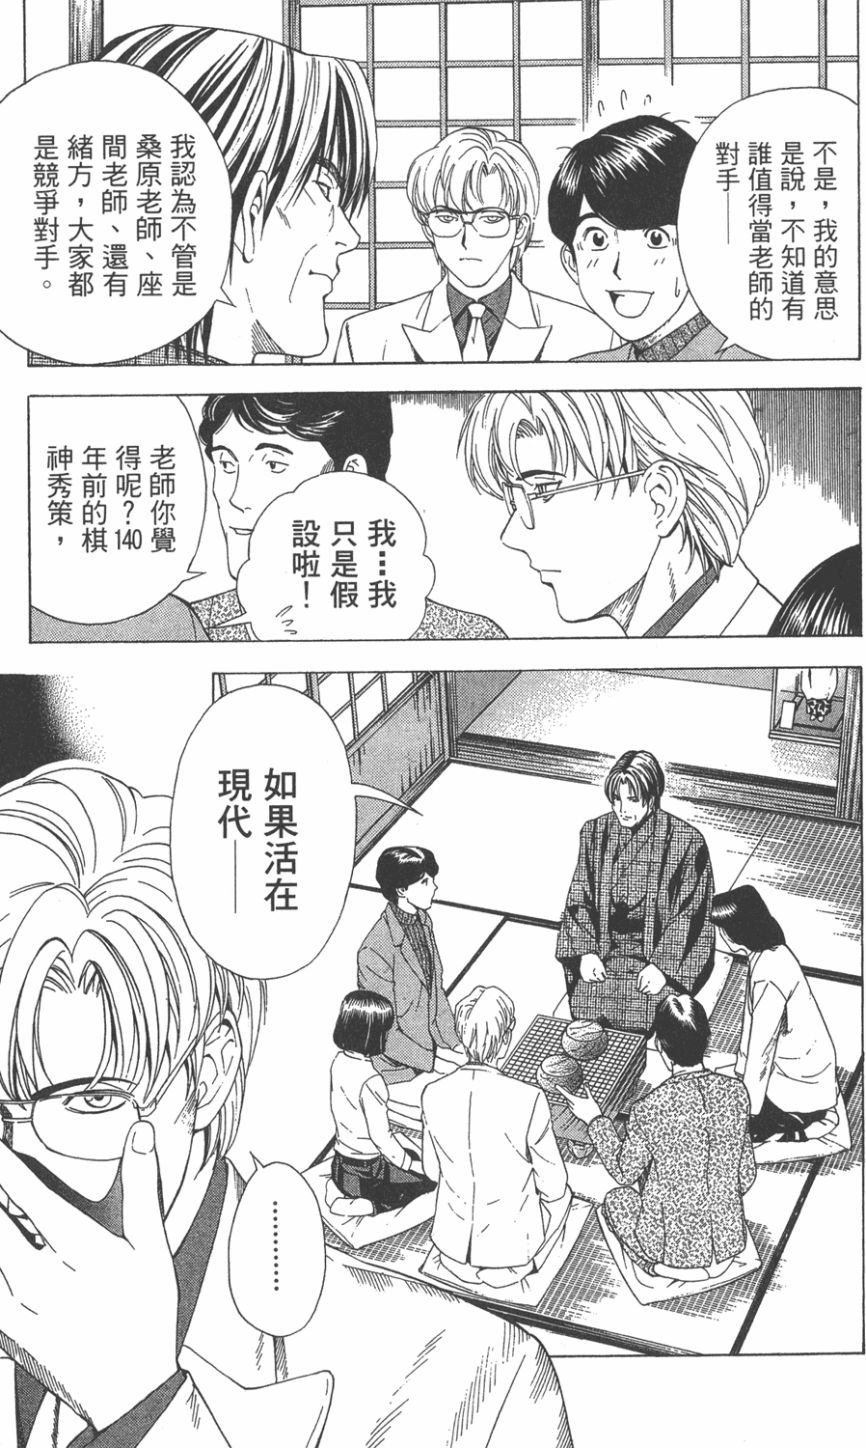 不是，我的意思
是說，不知道有
誰值得當老師的
對手——
我認為不管是
桑原老師、座
間老師、還有
緒方，大家都
是競爭對手。
我…我
只是假
設啦！
老師你覺
得呢？140
年前的棋
神秀策，
如果活在
現代——
………